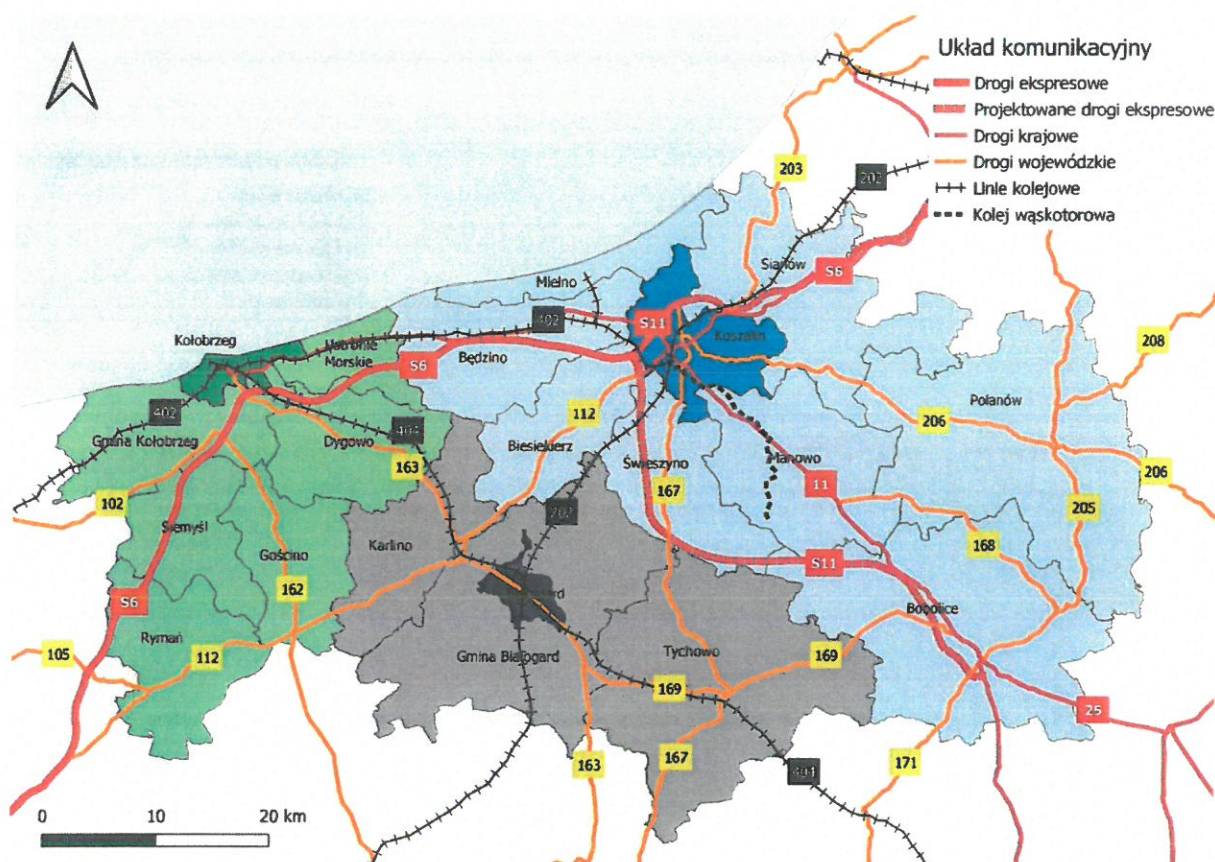 Układ komunikacyjny
Drogi ekspresowe
Projektowane drogi ekspresowe
Drogi krajowe
Drogi wojewódzkie
Linie kolejowe
Kolej wąskotorowa
203
202
Sianów
S6
Mielno
402
S11
Koszalin
Kołobrzeg
Ustronie
Morskie
S6
Będzino
208
Polanów
402
Gmina Kołobrzeg
Dygowo
404
163
112
Biesiekierz
206
Świeszyno
Manowo
167
11
206
102
Siemyśl
Gościno
Karlino
202
205
168
162
S11
S6
Bobolice
Rymań
105
112
Gmina Białogard
Tychowo
169
169
25
163
167
404
171
0
10
20 km